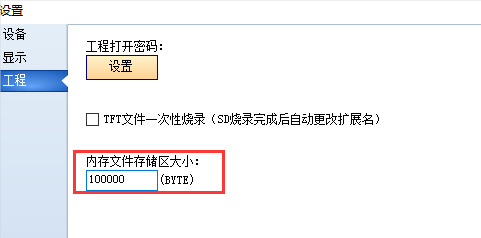 设置
设备
显示
工程
工程打开密码：
设置
TFT文件一次性烧录（SD烧录完成后自动更改扩展名）
内存文件存储区大小：
100000 (BYTE)